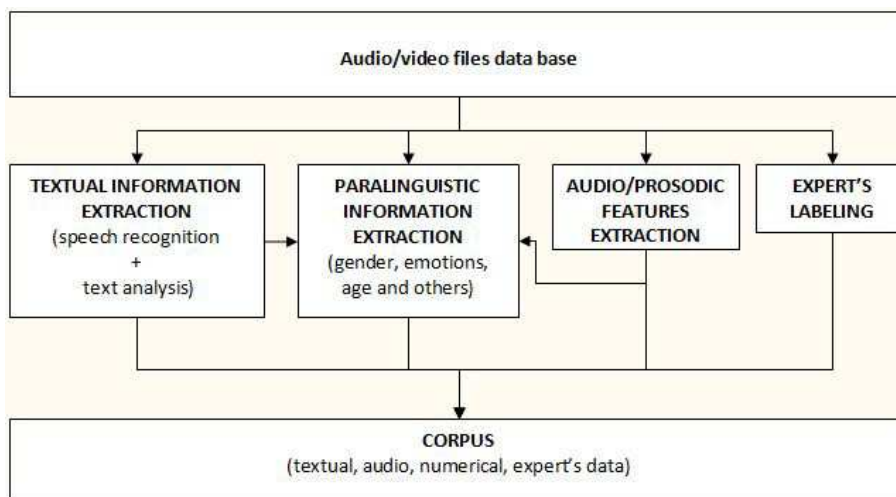 Audio/video files data base
TEXTUAL INFORMATION
EXTRACTION
(speech recognition
+
text analysis)
PARALINGUISTIC
INFORMATION
EXTRACTION
(gender, emotions,
age and others)
AUDIO/PROSODIC
FEATURES
EXTRACTION
EXPERT’S
LABELING
CORPUS
(textual, audio, numerical, expert’s data)